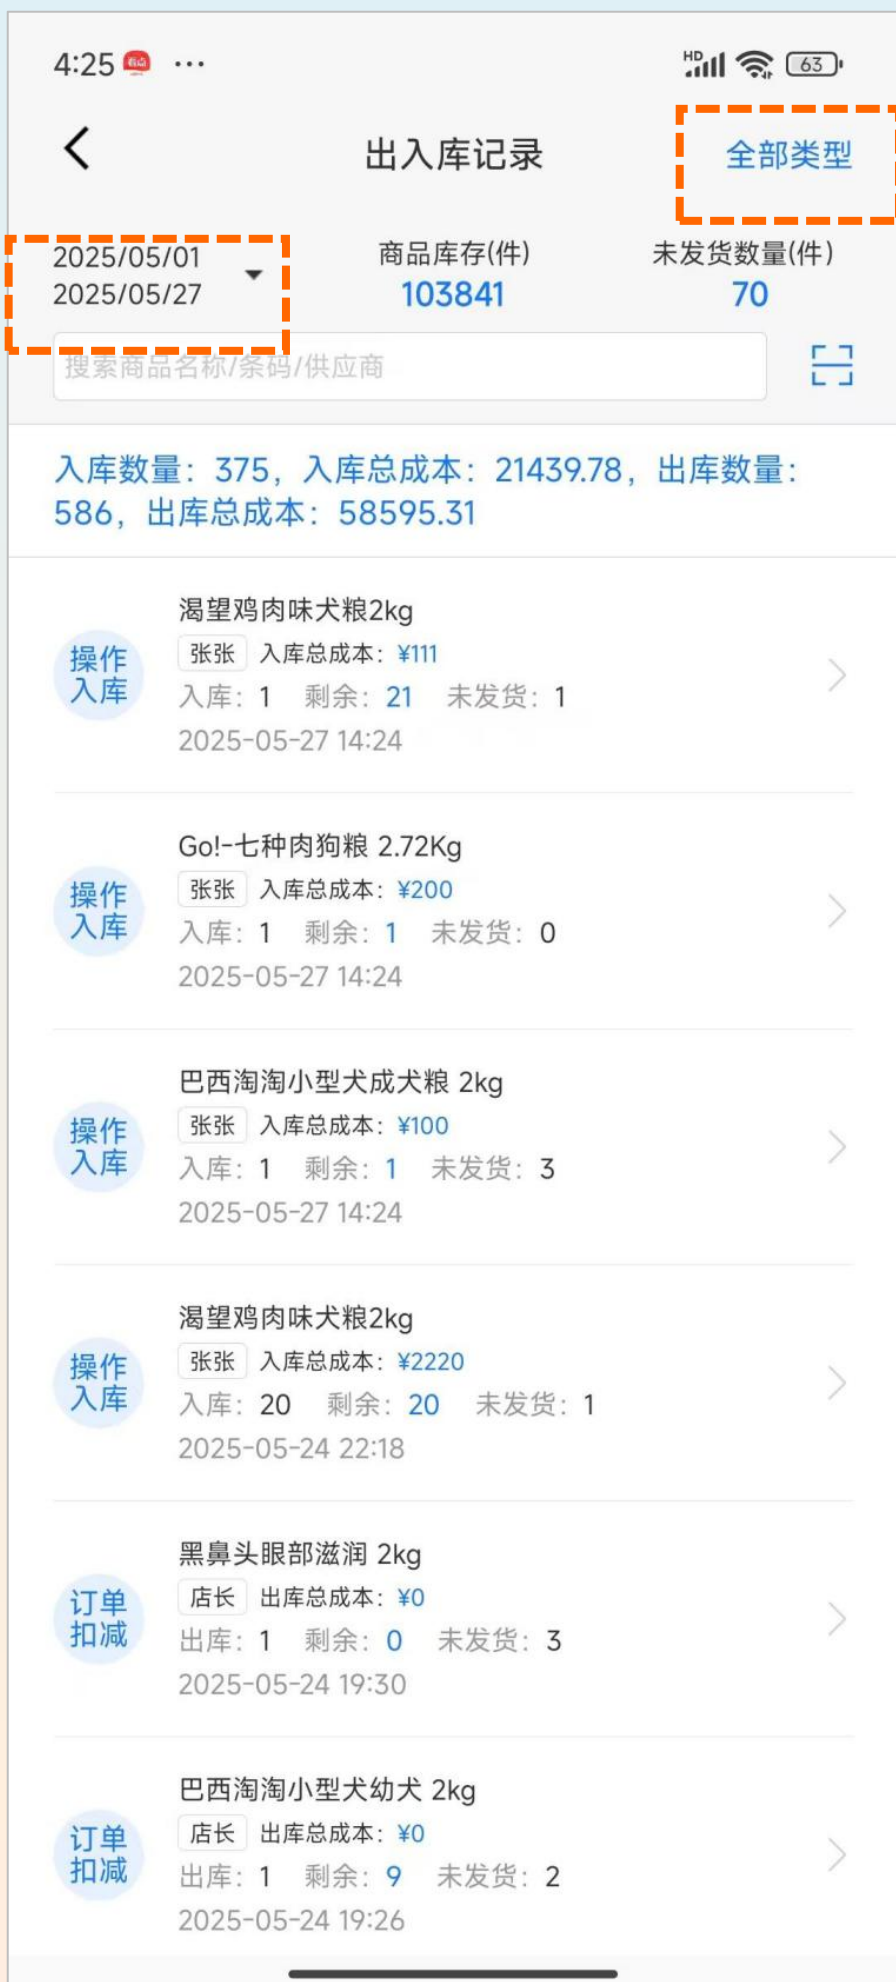 4:25 看点 ...
HD 63
出入库记录
全部类型
2025/05/01
2025/05/27
商品库存(件)
103841
未发货数量(件)
70
搜索商品名称/条码/供应商
入库数量：375，入库总成本：21439.78，出库数量：
586，出库总成本：58595.31
操作
入库
渴望鸡肉味犬粮2kg
张张 入库总成本：¥111
入库：1 剩余：21 未发货：1
2025-05-27 14:24
操作
入库
Go!-七种肉狗粮 2.72Kg
张张 入库总成本：¥200
入库：1 剩余：1 未发货：0
2025-05-27 14:24
操作
入库
巴西淘淘小型犬成犬粮 2kg
张张 入库总成本：¥100
入库：1 剩余：1 未发货：3
2025-05-27 14:24
操作
入库
渴望鸡肉味犬粮2kg
张张 入库总成本：¥2220
入库：20 剩余：20 未发货：1
2025-05-24 22:18
订单
扣减
黑鼻头眼部滋润 2kg
店长 出库总成本：¥0
出库：1 剩余：0 未发货：3
2025-05-24 19:30
订单
扣减
巴西淘淘小型犬幼犬 2kg
店长 出库总成本：¥0
出库：1 剩余：9 未发货：2
2025-05-24 19:26